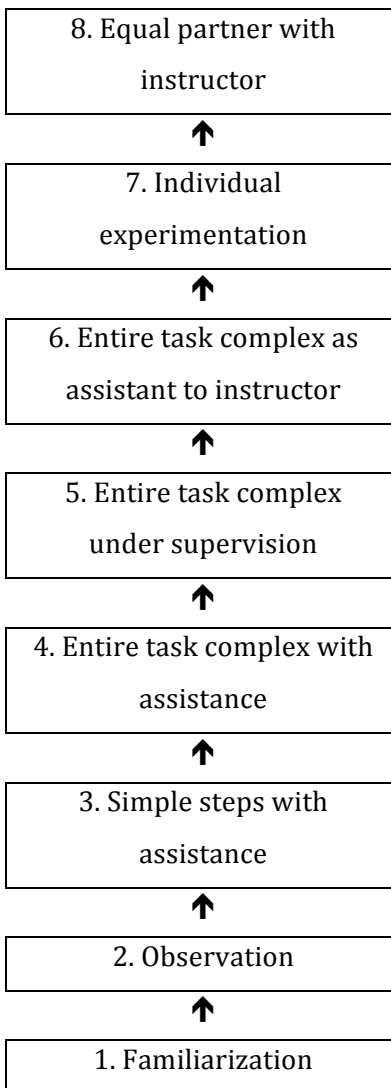 8. Equal partner with
instructor
7. Individual
experimentation
6. Entire task complex as
assistant to instructor
5. Entire task complex
under supervision
4. Entire task complex with
assistance
3. Simple steps with
assistance
2. Observation
1. Familiarization